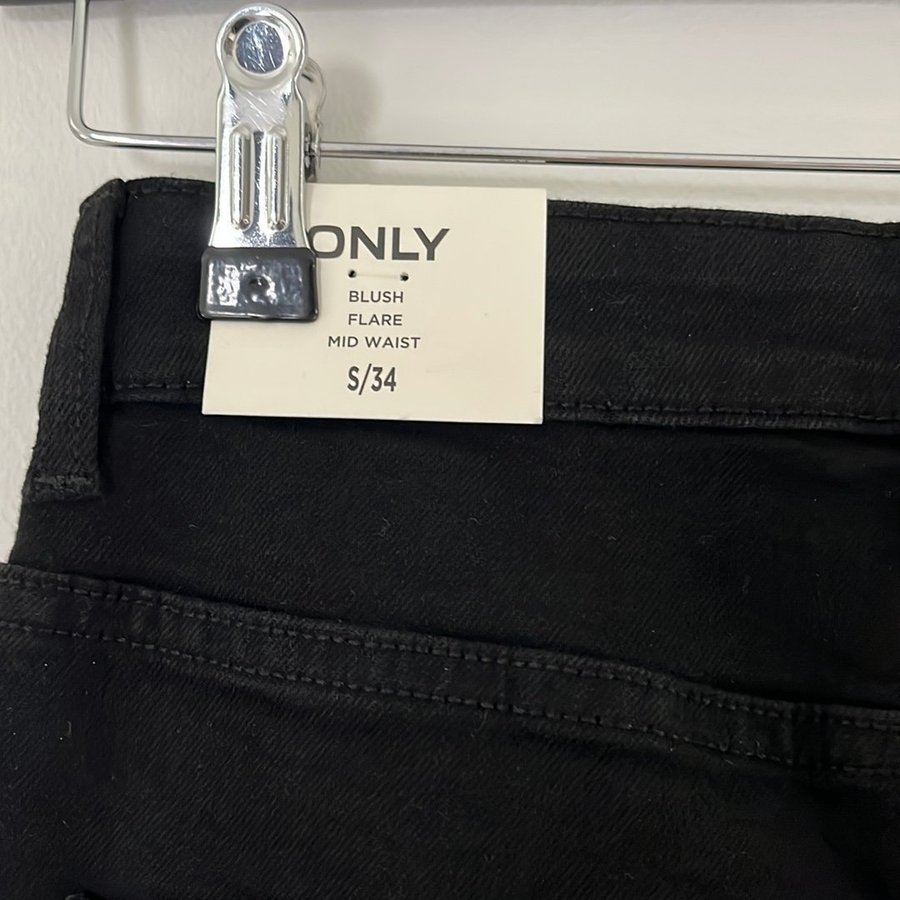 ONLY
BLUSH
FLARE
MID WAIST
S/34